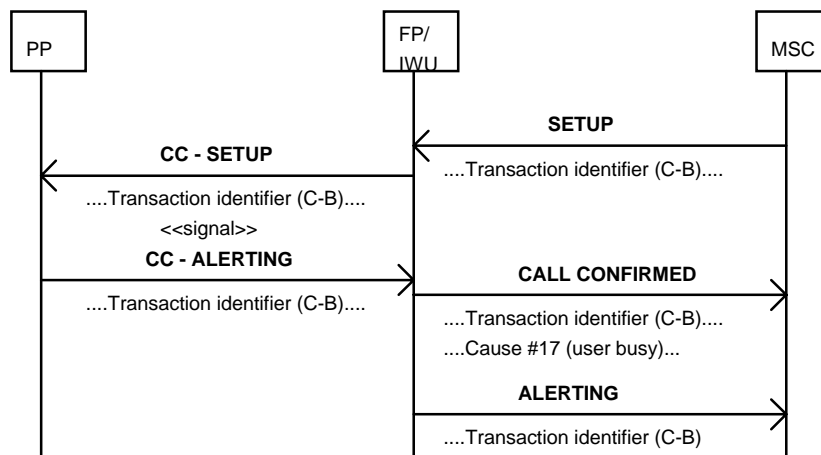 PP
FP/
IWU
MSC
SETUP
CC - SETUP
....Transaction identifier (C-B)....
....Transaction identifier (C-B)....
<<signal>>
CC - ALERTING
CALL CONFIRMED
....Transaction identifier (C-B)....
....Transaction identifier (C-B)....
....Cause #17 (user busy)...
ALERTING
....Transaction identifier (C-B)